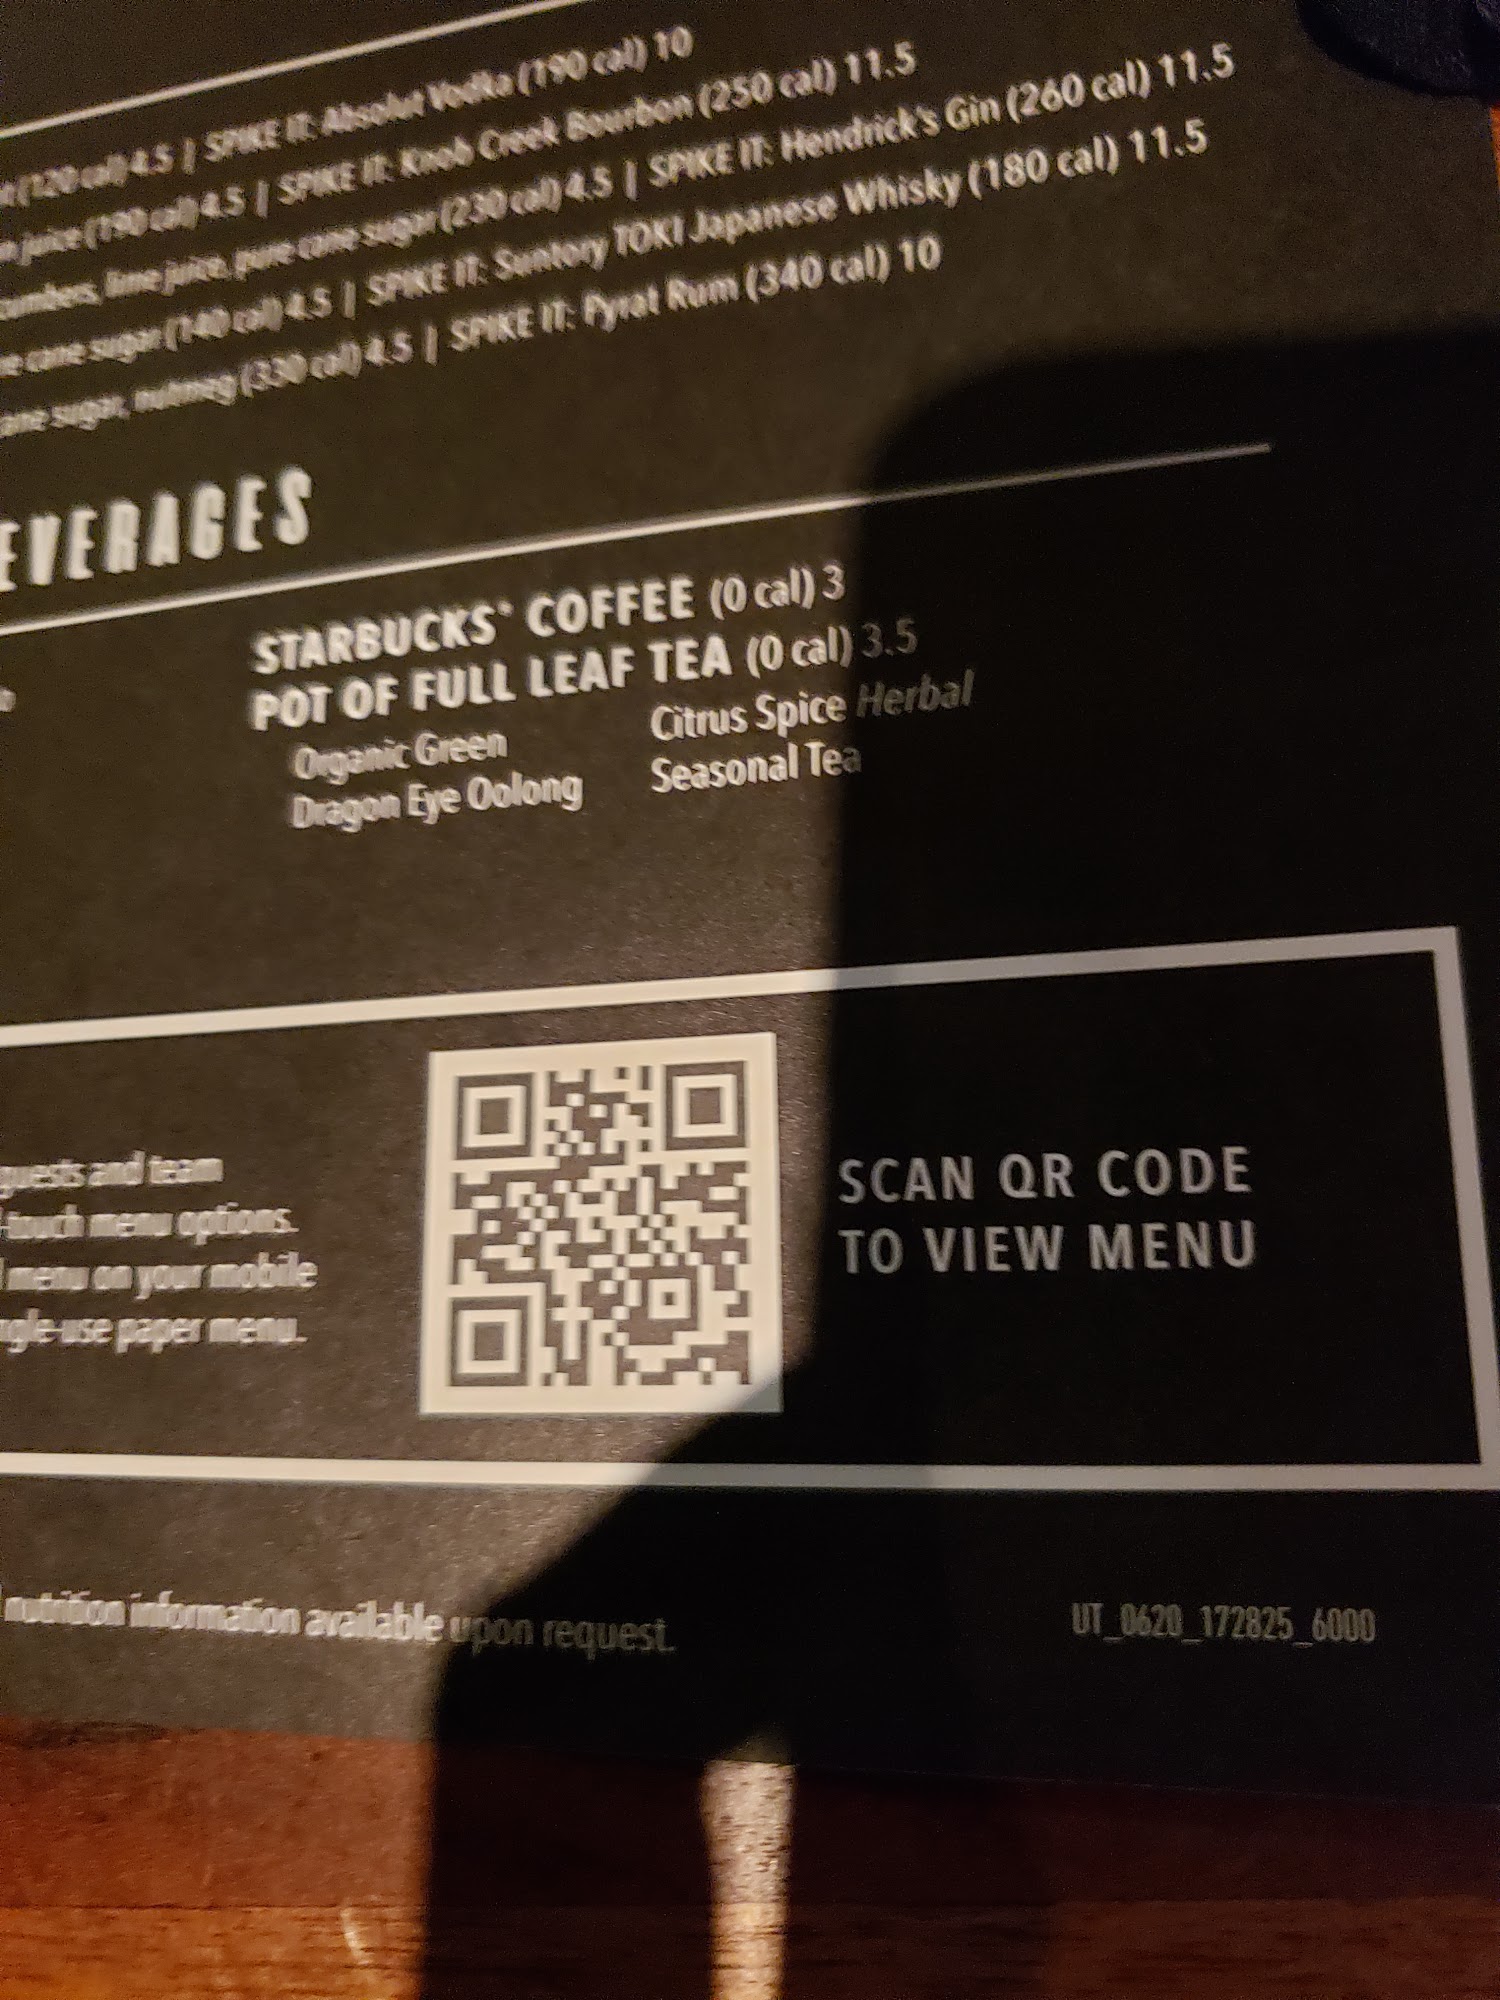 (120 cal) 4.5 | SPIKE IT: Absolut Vodka (190 cal) 10
juice (190 cal) 4.5 | SPIKE IT: Knob Creek Bourbon (250 cal) 11.5
lime juice, pure cane sugar (230 cal) 4.5 | SPIKE IT: Hendrick's Gin (260 cal) 11.5
cane sugar (140 cal) 4.5 | SPIKE IT: Suntory TOKI Japanese Whisky (180 cal) 11.5
sugar, nutmeg (330 cal) 4.5 | SPIKE IT: Pyrat Rum (340 cal) 10
EVERAGES
STARBUCKS® COFFEE (0 cal) 3
POT OF FULL LEAF TEA (0 cal) 3.5
Organic Green
Dragon Eye Oolong
Citrus Spice Herbal
Seasonal Tea
guests and team
-touch menu options.
menu on your mobile
ngle-use paper menu.
SCAN QR CODE
TO VIEW MENU
nutrition information available upon request.
UT_0620_172825_6000